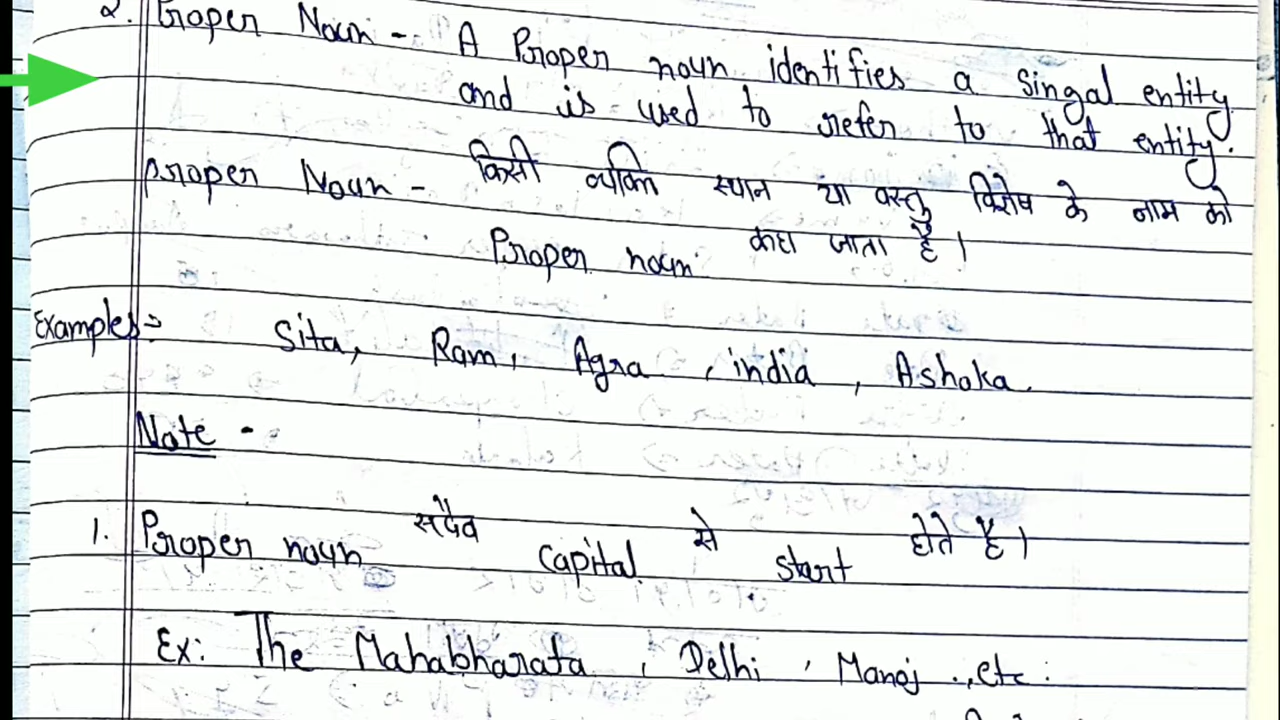 2. Proper Noun - A Proper noun identifies a singal entity
and is used to refer to that entity.
Proper Noun - किसी व्यक्ति स्थान या वस्तु विशेष के नाम को
Proper noun कहा जाता है।
Examples:- Sita, Ram, Agra, india, Ashoka.
Note -
1. Proper noun सदैव capital से start होते है।
Ex: The Mahabharata, Delhi, Manoj, etc.